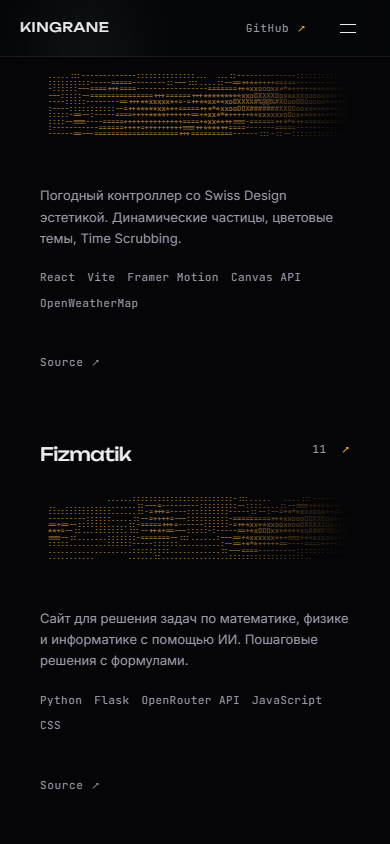 KINGRANE
GitHub ↗
Погодный контроллер со Swiss Design
эстетикой. Динамические частицы, цветовые
темы, Time Scrubbing.
React Vite Framer Motion Canvas API
OpenWeatherMap
Source ↗
Fizmatik
11 ↗
Сайт для решения задач по математике, физике
и информатике с помощью ИИ. Пошаговые
решения с формулами.
Python Flask OpenRouter API JavaScript
CSS
Source ↗